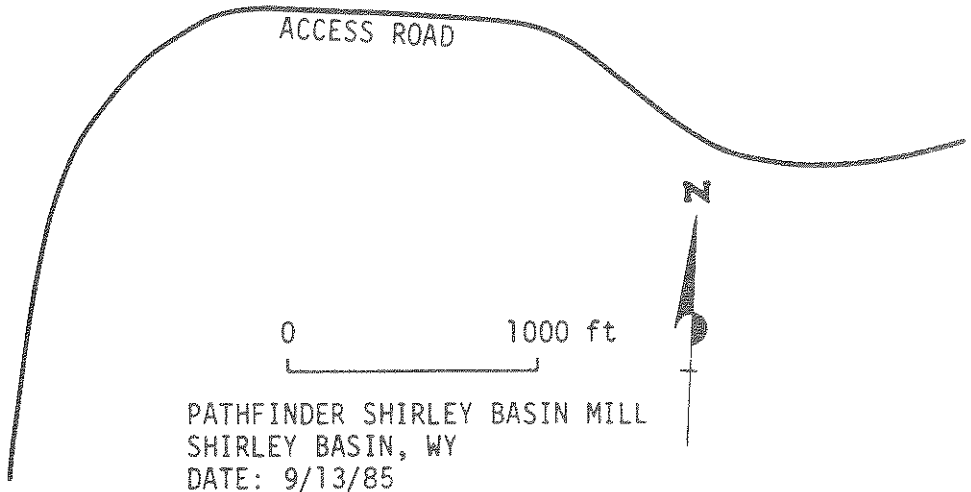 ACCESS ROAD
N
0 1000 ft
PATHFINDER SHIRLEY BASIN MILL
SHIRLEY BASIN, WY
DATE: 9/13/85